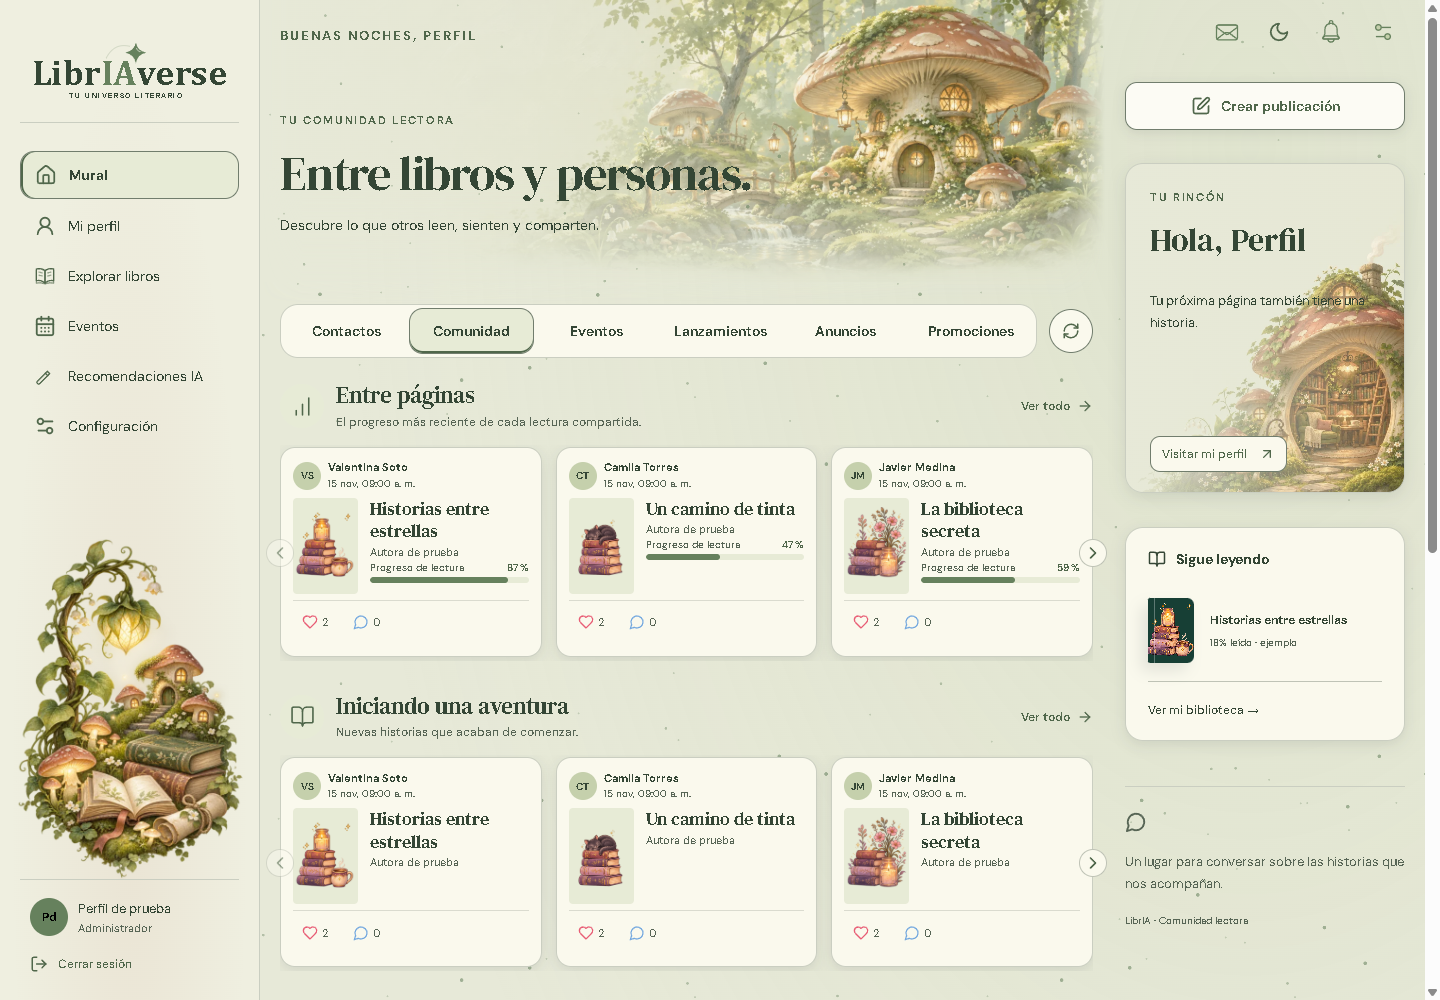 LibrIAverse
TU UNIVERSO LITERARIO
Mural
Mi perfil
Explorar libros
Eventos
Recomendaciones IA
Configuración
Pd
Perfil de prueba
Administrador
Cerrar sesión
BUENAS NOCHES, PERFIL
TU COMUNIDAD LECTORA
Entre libros y personas.
Descubre lo que otros leen, sienten y comparten.
Contactos
Comunidad
Eventos
Lanzamientos
Anuncios
Promociones
Entre páginas
El progreso más reciente de cada lectura compartida.
Ver todo →
VS
Valentina Soto
15 nov, 09:00 a. m.
Historias entre
estrellas
Autora de prueba
Progreso de lectura 87 %
2 0
CT
Camila Torres
15 nov, 09:00 a. m.
Un camino de tinta
Autora de prueba
Progreso de lectura 47 %
2 0
JM
Javier Medina
15 nov, 09:00 a. m.
La biblioteca
secreta
Autora de prueba
Progreso de lectura 59 %
2 0
Iniciando una aventura
Nuevas historias que acaban de comenzar.
Ver todo →
VS
Valentina Soto
15 nov, 09:00 a. m.
Historias entre
estrellas
Autora de prueba
2 0
CT
Camila Torres
15 nov, 09:00 a. m.
Un camino de tinta
Autora de prueba
2 0
JM
Javier Medina
15 nov, 09:00 a. m.
La biblioteca
secreta
Autora de prueba
2 0
Crear publicación
TU RINCÓN
Hola, Perfil
Tu próxima página también tiene una
historia.
Visitar mi perfil
Sigue leyendo
Historias entre estrellas
18% leído · ejemplo
Ver mi biblioteca →
Un lugar para conversar sobre las historias que
nos acompañan.
LibrIA · Comunidad lectora